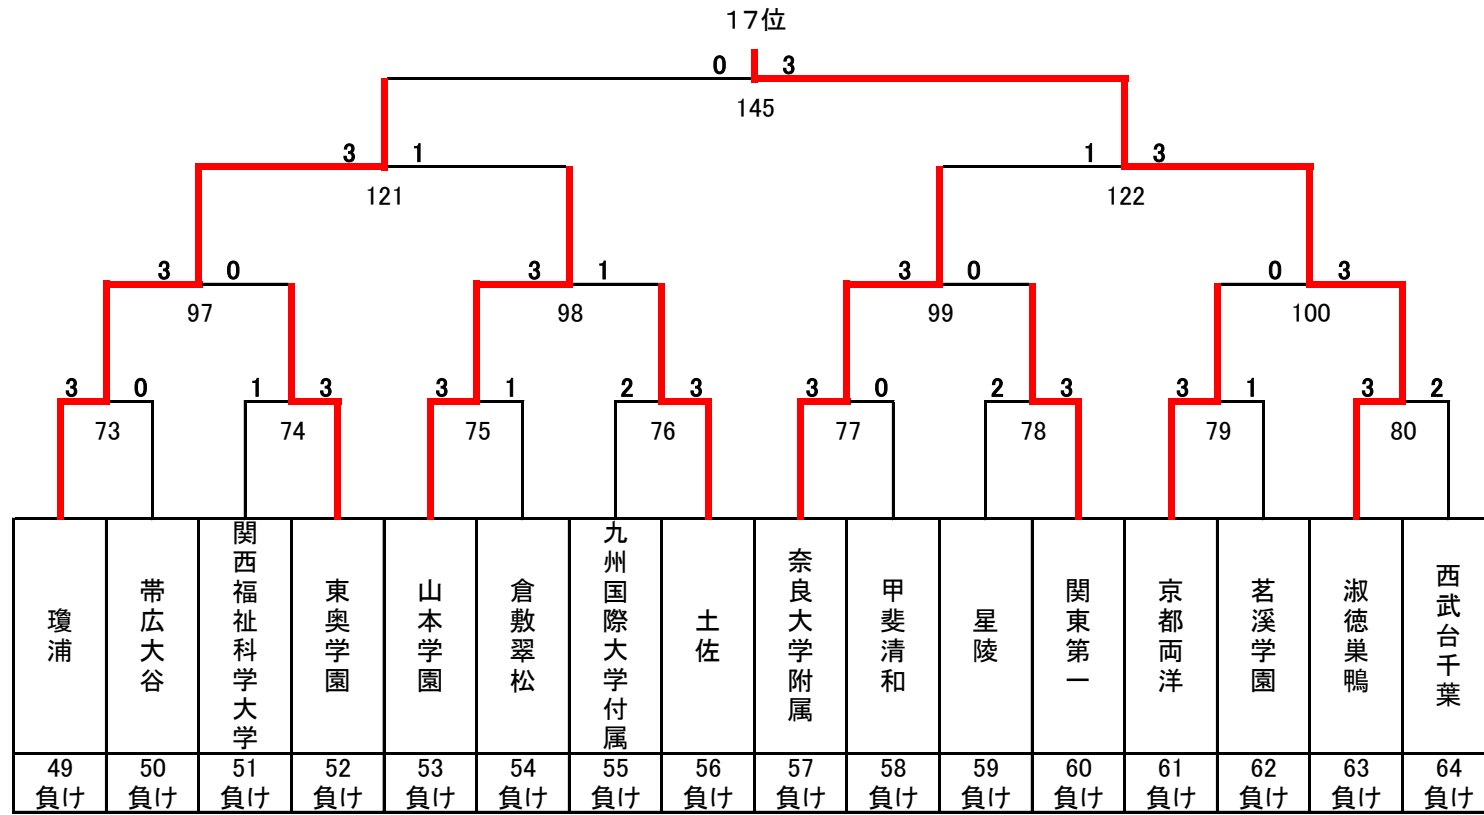 17位
0 3
145
3 1 1 3
121 122
3 0 3 1 3 0 0 3
97 98 99 100
3 0 1 3 3 1 2 3 3 0 2 3 3 1 3 2
73 74 75 76 77 78 79 80
瓊浦
帯広大谷
関西福祉科学大学
東奥学園
山本学園
倉敷翠松
九州国際大学付属
土佐
奈良大学附属
甲斐清和
星陵
関東第一
京都両洋
茗溪学園
淑徳巣鴨
西武台千葉
49 50 51 52 53 54 55 56 57 58 59 60 61 62 63 64
負け 負け 負け 負け 負け 負け 負け 負け 負け 負け 負け 負け 負け 負け 負け 負け